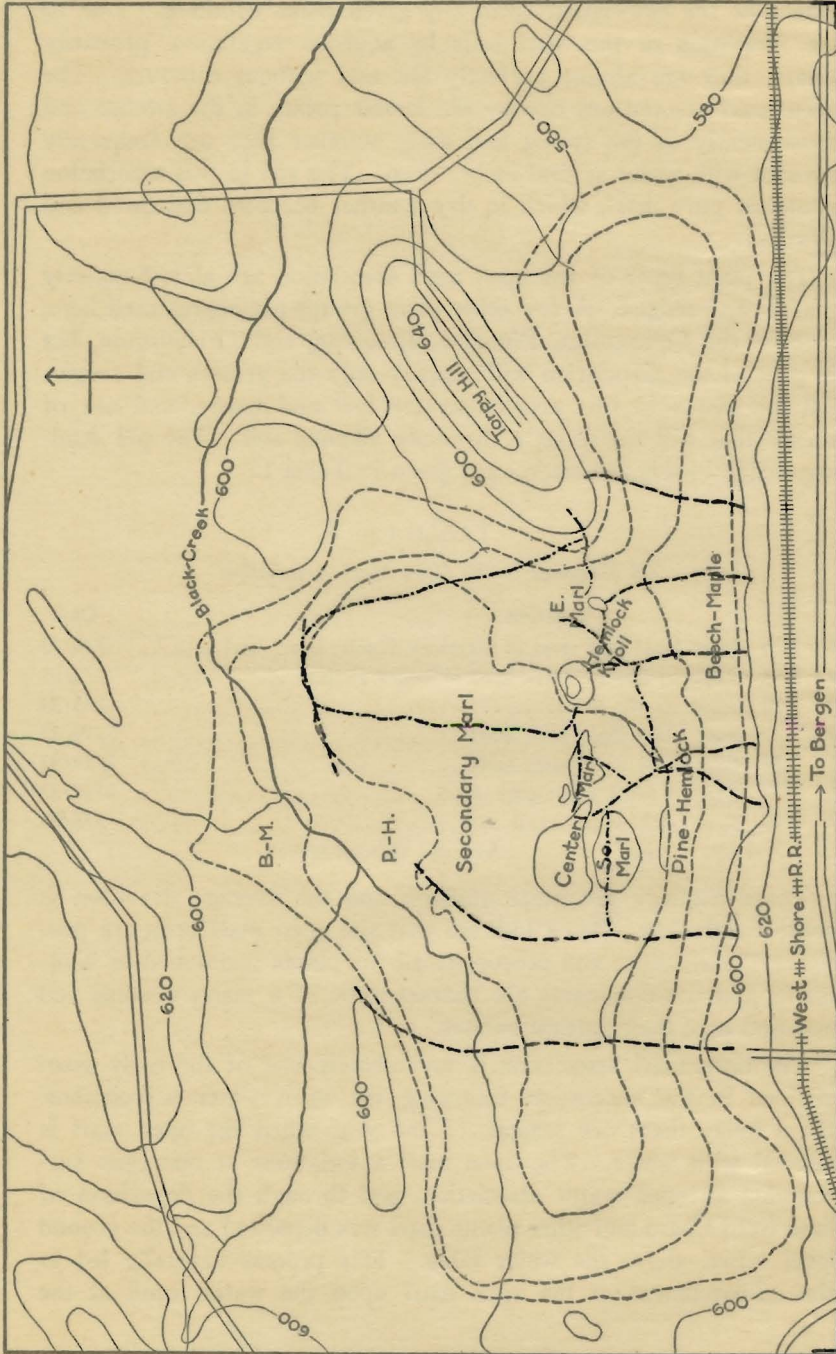 580
580
640
Torpy Hill
600
Black Creek
600
E.
Marl
Hemlock
Knoll
Beech-Maple
Secondary Marl
Center
Marl
So.
Marl
Pine-Hemlock
P.-H.
B.-M.
600
620
600
600
600
620
600
West Shore R.R.
To Bergen